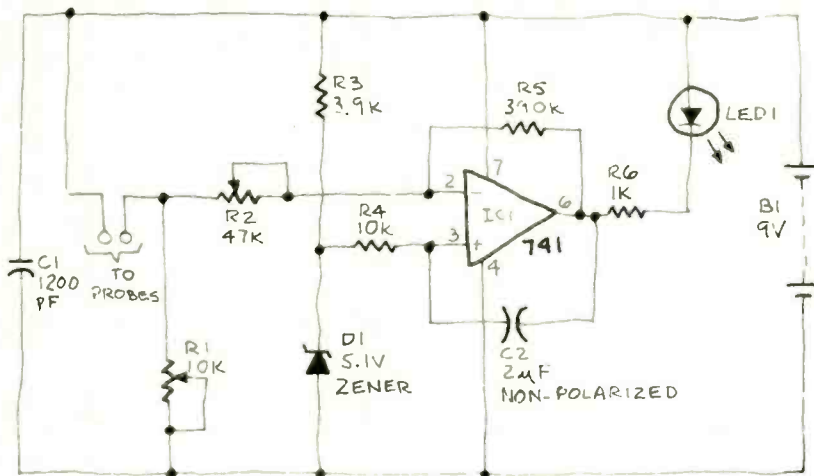 R3
3.9K
R5
390K
LED1
7
2
−
R2
47K
R4
10K
IC1
6
R6
1K
B1
9V
3
+
741
4
C1
1200
PF
TO
PROBES
R1
10K
D1
5.1V
ZENER
C2
2μF
NON-POLARIZED